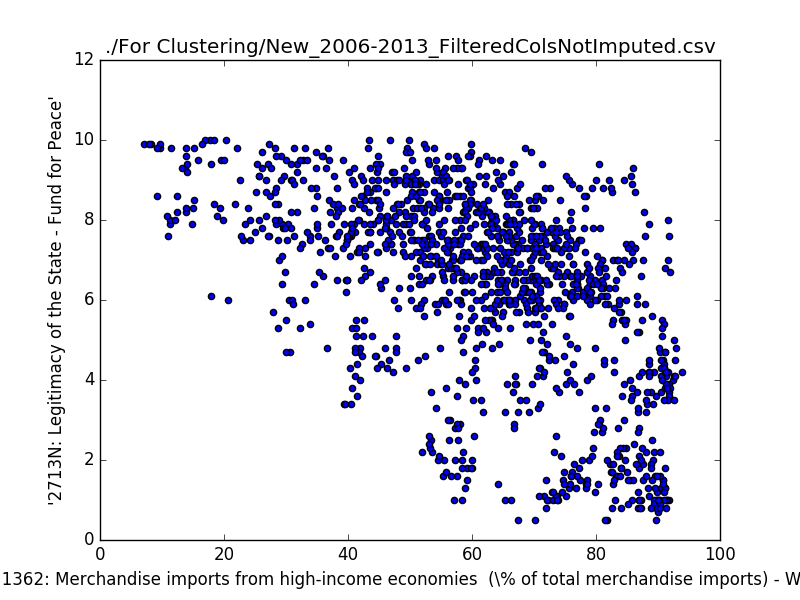 ./For Clustering/New_2006-2013_FilteredColsNotImputed.csv
12
10
8
6
4
2
0
'2713N: Legitimacy of the State - Fund for Peace'
0 20 40 60 80 100
1362: Merchandise imports from high-income economies (\% of total merchandise imports) - W